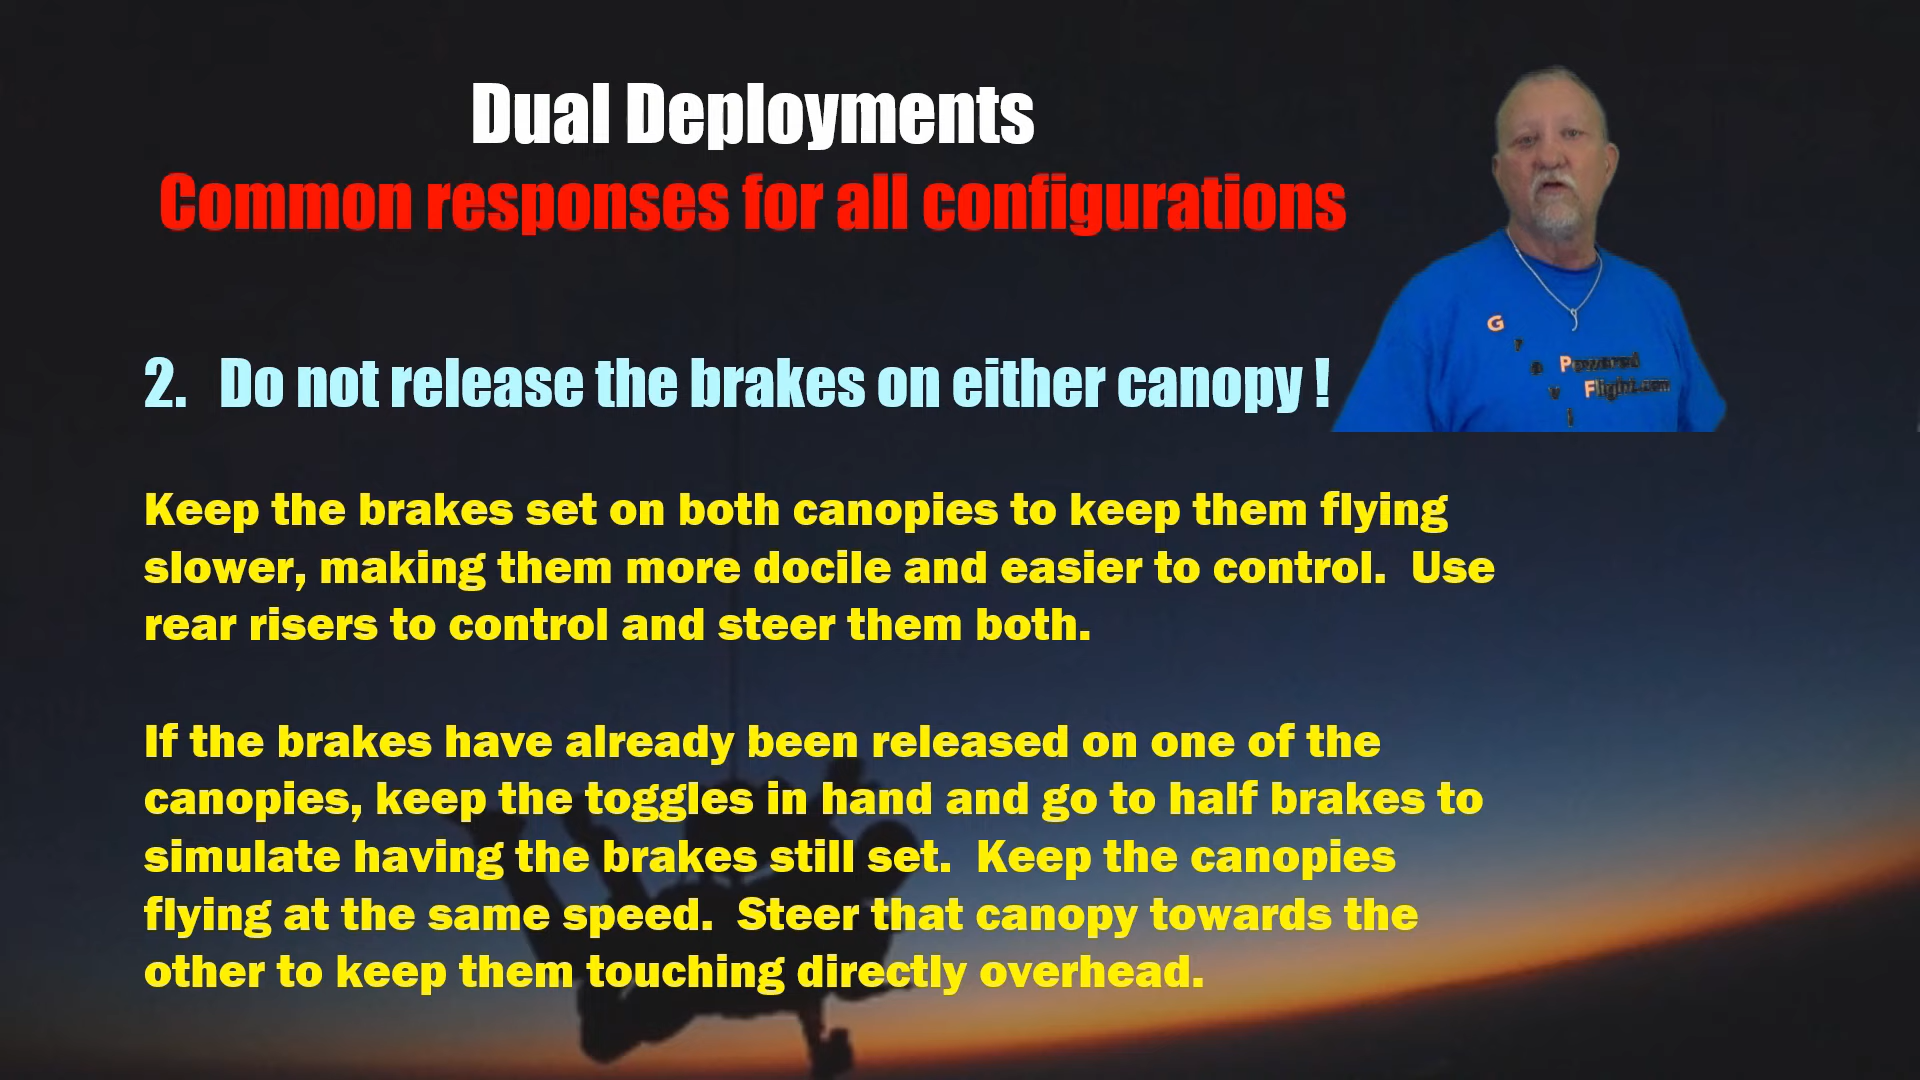 Dual Deployments
Common responses for all configurations
2. Do not release the brakes on either canopy !
Keep the brakes set on both canopies to keep them flying
slower, making them more docile and easier to control. Use
rear risers to control and steer them both.
If the brakes have already been released on one of the
canopies, keep the toggles in hand and go to half brakes to
simulate having the brakes still set. Keep the canopies
flying at the same speed. Steer that canopy towards the
other to keep them touching directly overhead.
G
Powered
Flight.com